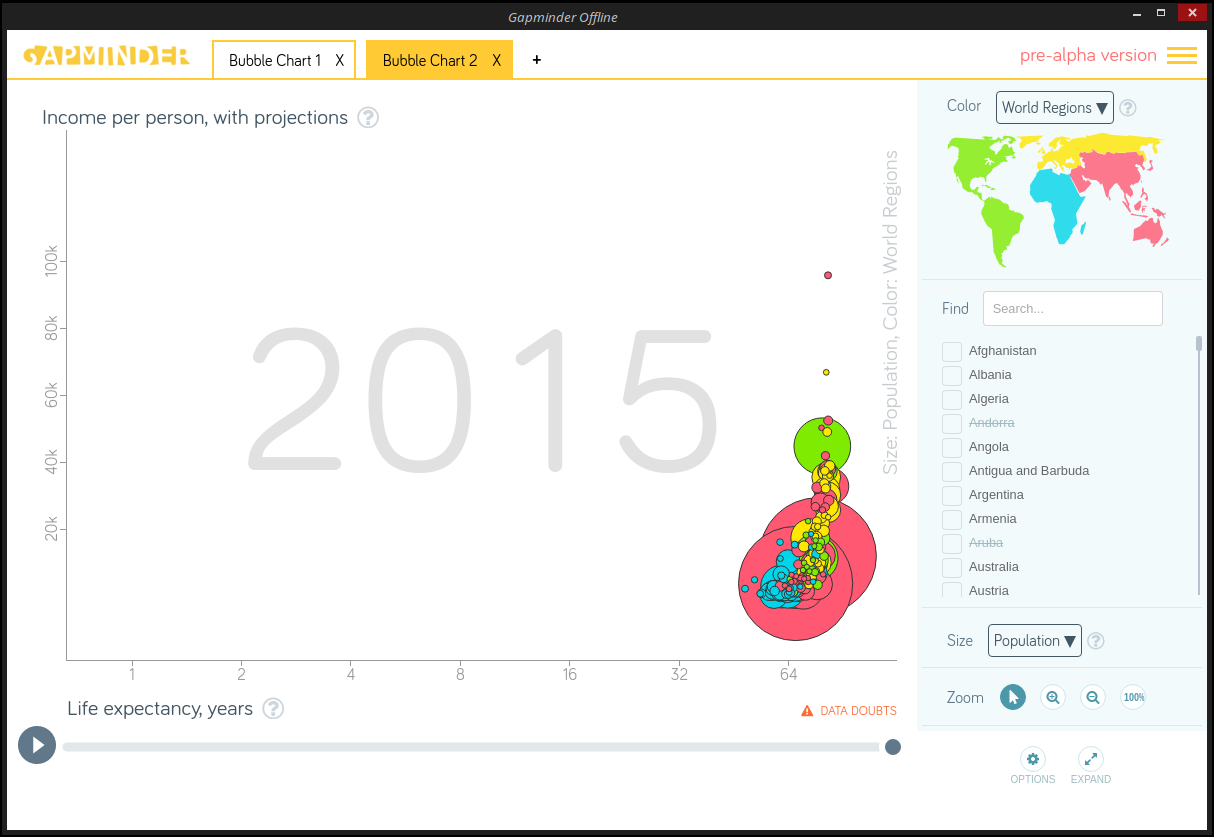 Gapminder Offline
GAPMINDER
Bubble Chart 1 X
Bubble Chart 2 X
+
pre-alpha version
Income per person, with projections ?
100k
80k
60k
40k
20k
2015
Size: Population, Color: World Regions
1 2 4 8 16 32 64
Life expectancy, years ?
DATA DOUBTS
Color World Regions ▼ ?
Find Search...
Afghanistan
Albania
Algeria
Andorra
Angola
Antigua and Barbuda
Argentina
Armenia
Aruba
Australia
Austria
Size Population ▼ ?
Zoom 100%
OPTIONS EXPAND